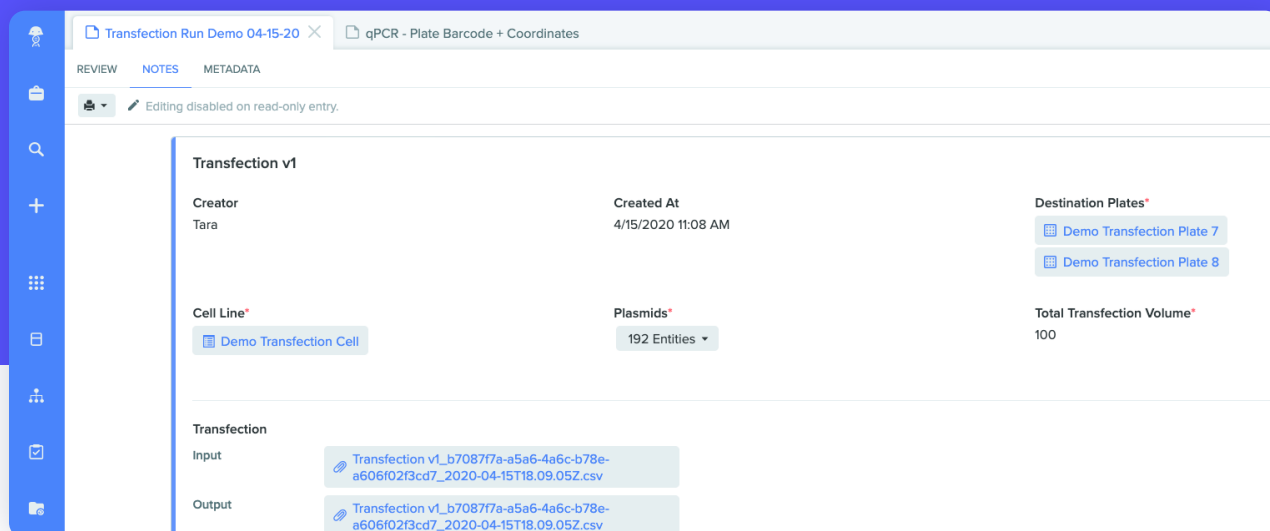 Transfection Run Demo 04-15-20
qPCR - Plate Barcode + Coordinates
REVIEW NOTES METADATA
Editing disabled on read-only entry.
Transfection v1
Creator
Tara
Created At
4/15/2020 11:08 AM
Destination Plates*
Demo Transfection Plate 7
Demo Transfection Plate 8
Cell Line*
Demo Transfection Cell
Plasmids*
192 Entities
Total Transfection Volume*
100
Transfection
Input
Transfection v1_b7087f7a-a5a6-4a6c-b78e-
a606f02f3cd7_2020-04-15T18.09.05Z.csv
Output
Transfection v1_b7087f7a-a5a6-4a6c-b78e-
a606f02f3cd7_2020-04-15T18.09.05Z.csv